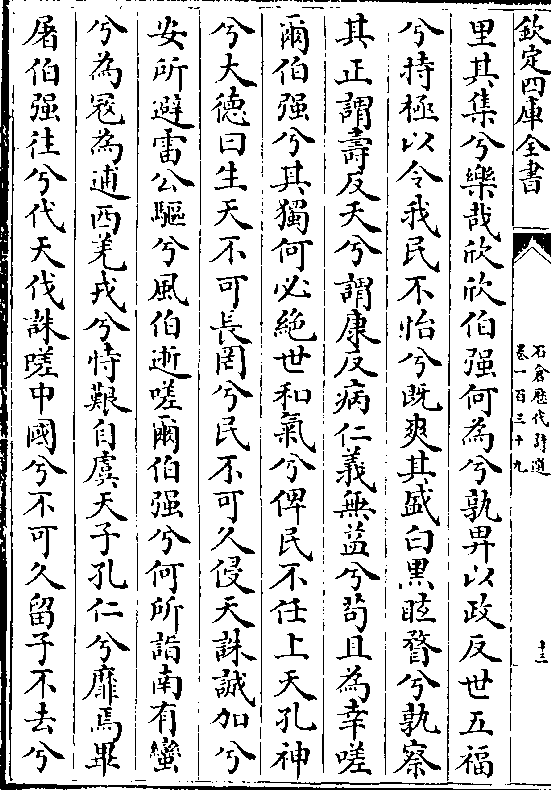 欽定四庫全書
石倉歷代詩選
卷一百三十九
十二
里其集兮樂哉欣欣伯强何為兮孰畀以政反世五福
兮持極以令我民不怡兮既爽其盛白黒眩瞀兮孰察
其正謂壽反夭兮謂康反病仁義無益兮茍且為幸嗟
爾伯强兮其獨何必絶世和氣兮俾民不任上天孔神
兮大德曰生天不可長罔兮民不可久侵天誅誠加兮
安所避雷公驅兮風伯逝嗟爾伯强兮何所詣南有蠻
兮為冦為逋西羌戎兮恃艱自虞天子孔仁兮靡焉畢
屠伯强往兮代天伐誅嗟中國兮不可久留子不去兮